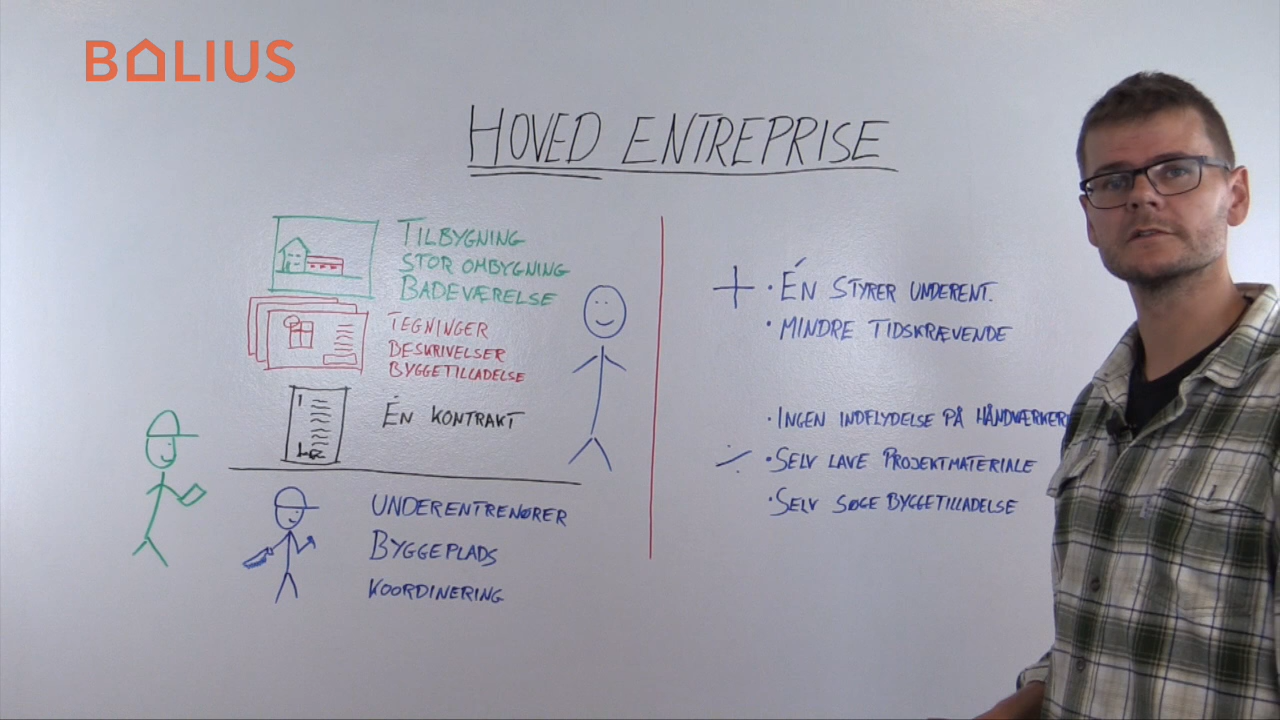 BOLIUS
HOVED ENTREPRISE
TILBYGNING
STOR OMBYGNING
BADEVÆRELSE
TEGNINGER
BESKRIVELSER
BYGGETILLADELSE
ÉN KONTRAKT
UNDERENTRENØRER
BYGGEPLADS
KOORDINERING
+ · ÉN STYRER UNDERENT.
· MINDRE TIDSKRÆVENDE
· INGEN INDFLYDELSE PÅ HÅNDVÆRKER
÷ · SELV LAVE PROJEKTMATERIALE
· SELV SØGE BYGGETILLADELSE